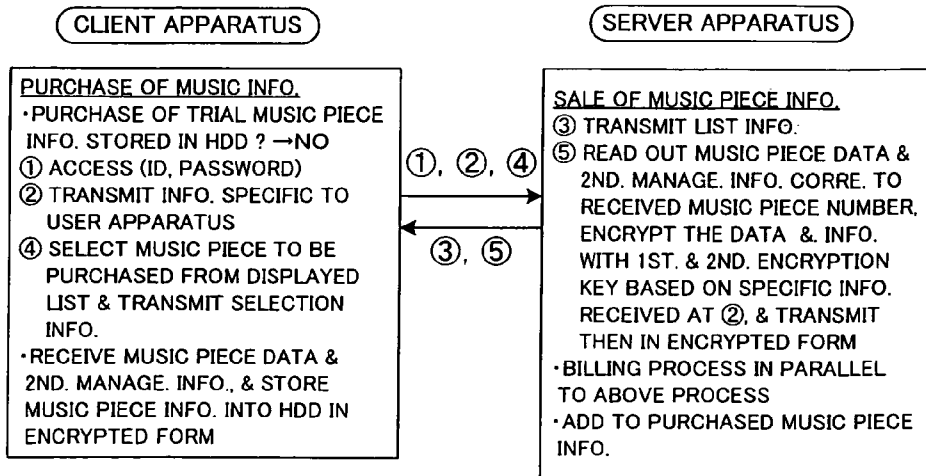 CLIENT APPARATUS
PURCHASE OF MUSIC INFO.
・PURCHASE OF TRIAL MUSIC PIECE
INFO. STORED IN HDD ? →NO
① ACCESS (ID, PASSWORD)
② TRANSMIT INFO. SPECIFIC TO
USER APPARATUS
④ SELECT MUSIC PIECE TO BE
PURCHASED FROM DISPLAYED
LIST & TRANSMIT SELECTION
INFO.
・RECEIVE MUSIC PIECE DATA &
2ND. MANAGE. INFO., & STORE
MUSIC PIECE INFO. INTO HDD IN
ENCRYPTED FORM
①, ②, ④
③, ⑤
SERVER APPARATUS
SALE OF MUSIC PIECE INFO.
③ TRANSMIT LIST INFO.
⑤ READ OUT MUSIC PIECE DATA &
2ND. MANAGE. INFO. CORRE. TO
RECEIVED MUSIC PIECE NUMBER,
ENCRYPT THE DATA &. INFO.
WITH 1ST. & 2ND. ENCRYPTION
KEY BASED ON SPECIFIC INFO.
RECEIVED AT ②, & TRANSMIT
THEN IN ENCRYPTED FORM
・BILLING PROCESS IN PARALLEL
TO ABOVE PROCESS
・ADD TO PURCHASED MUSIC PIECE
INFO.